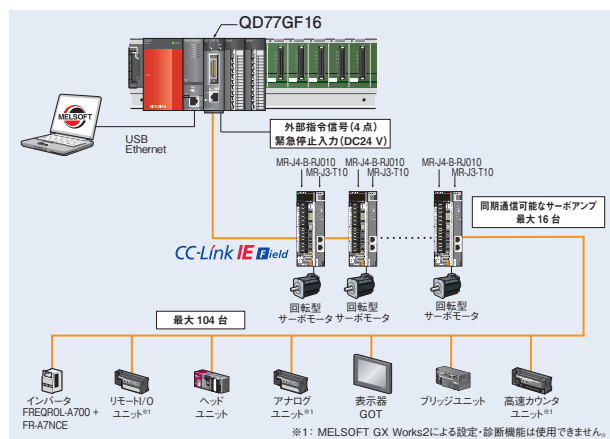 QD77GF16
MELSOFT
USB
Ethernet
外部指令信号(4点)
緊急停止入力(DC24 V)
MR-J4-B-RJ010
MR-J3-T10
MR-J4-B-RJ010
MR-J3-T10
MR-J4-B-RJ010
MR-J3-T10
同期通信可能なサーボアンプ
最大16台
CC-Link IE Field
回転型
サーボモータ
回転型
サーボモータ
回転型
サーボモータ
最大104台
インバータ
FREQROL-A700 +
FR-A7NCE
リモートI/O
ユニット※1
ヘッド
ユニット
アナログ
ユニット※1
表示器
GOT
ブリッジユニット
高速カウンタ
ユニット※1
※1: MELSOFT GX Works2による設定・診断機能は使用できません。